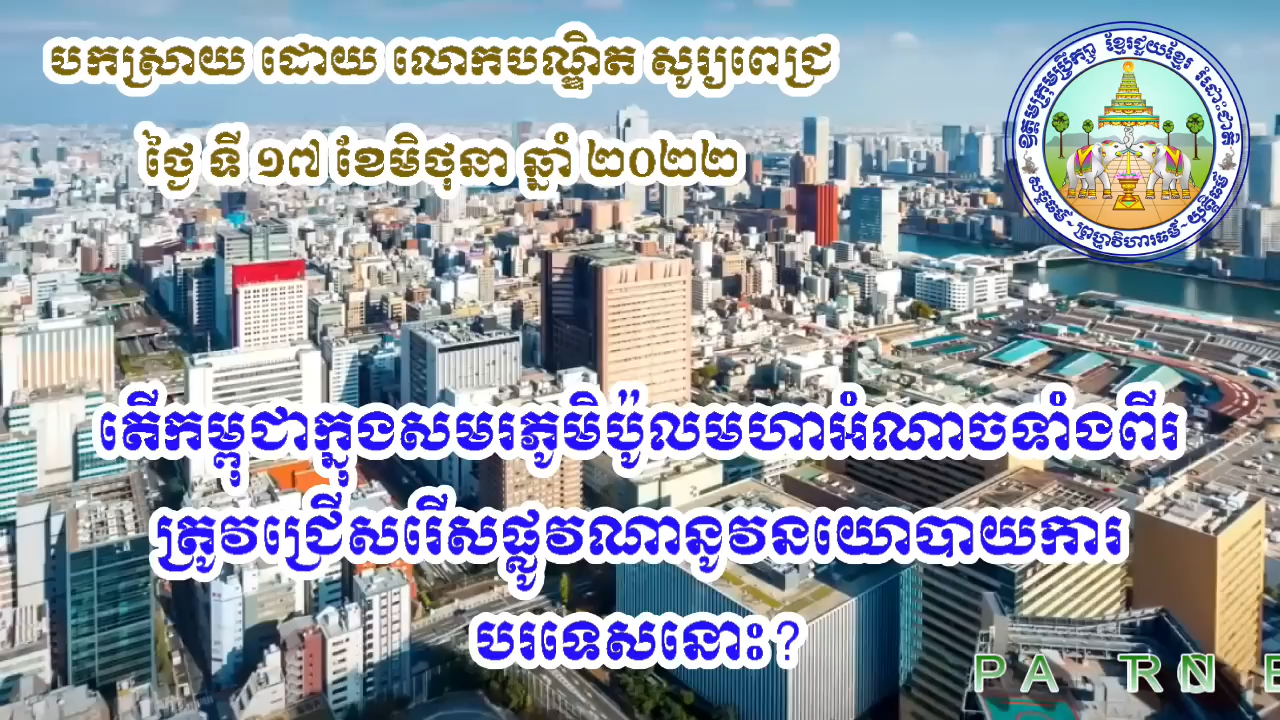 បកស្រាយ ដោយ លោកបណ្ឌិត សូរ្យពេជ្រ
ថ្ងៃ ទី ១៧ ខែមិថុនា ឆ្នាំ ២០២២
តើកម្ពុជាក្នុងសមរភូមិប៉ូលមហាអំណាចទាំងពីរ
ត្រូវជ្រើសរើសផ្លូវណានូវនយោបាយការ
បរទេសនោះ?